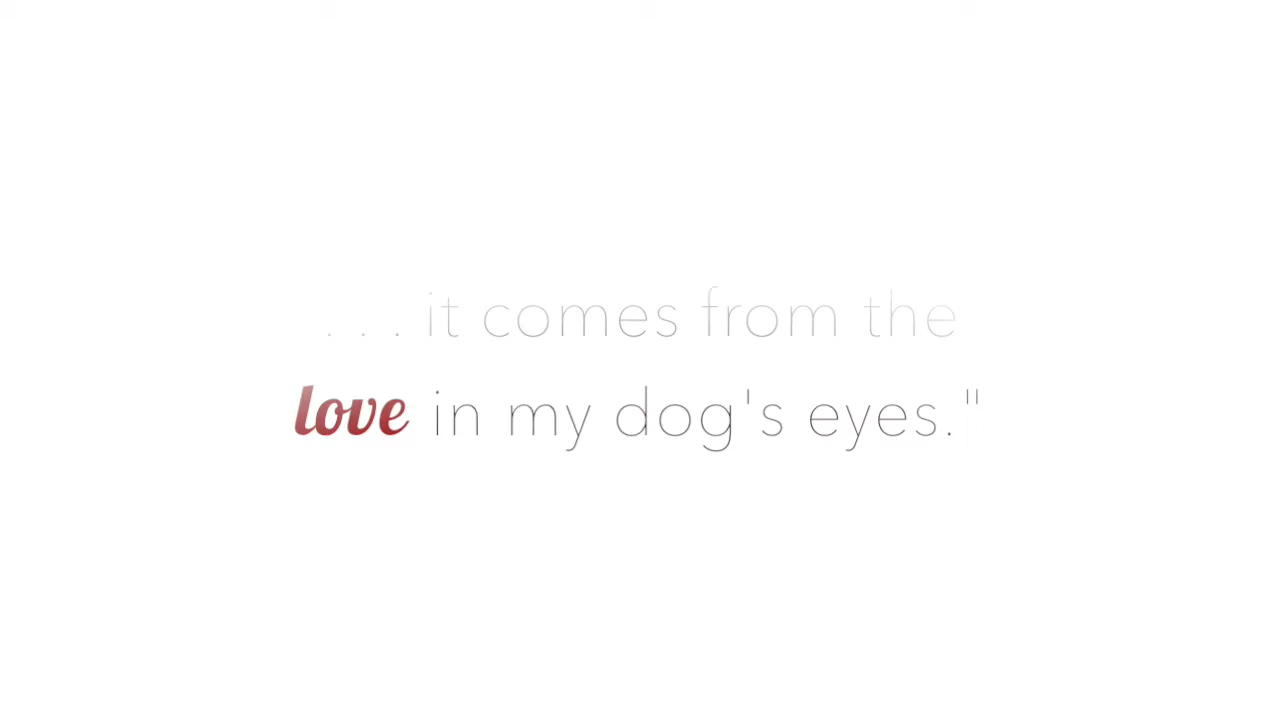 . . . it comes from the
love in my dog's eyes."